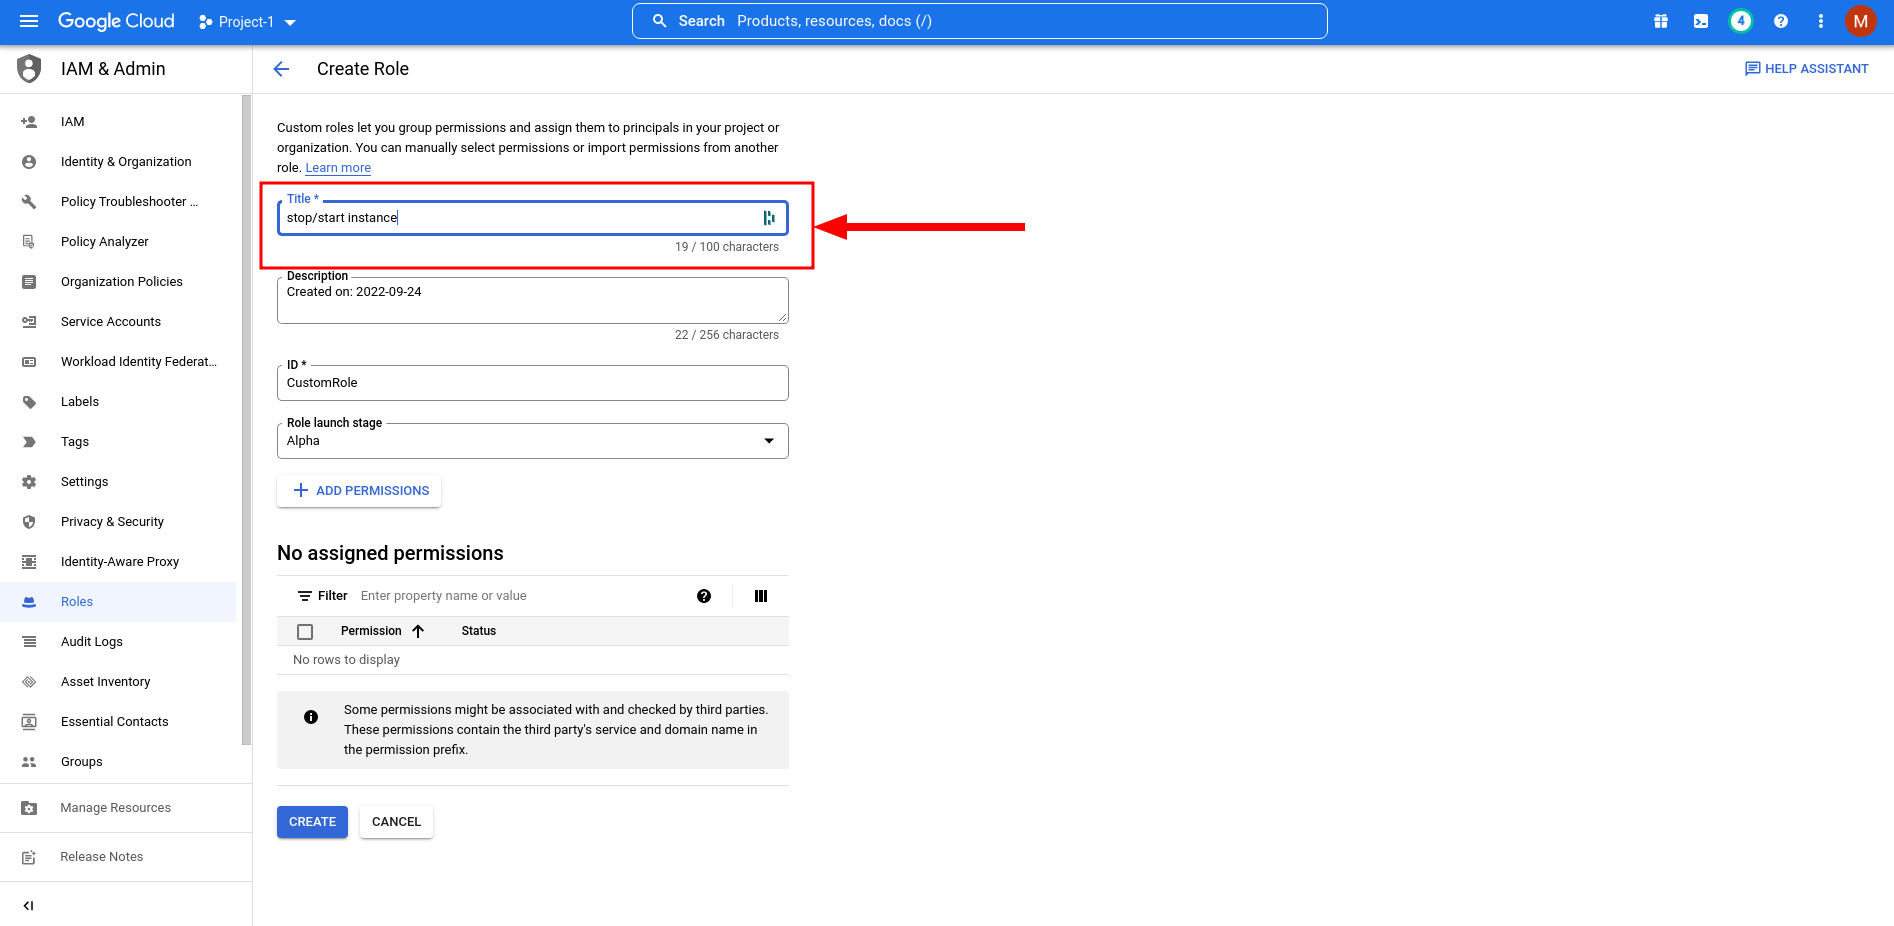 Google Cloud
Project-1
Search Products, resources, docs (/)
4
M
IAM & Admin
Create Role
HELP ASSISTANT
IAM
Identity & Organization
Policy Troubleshooter ...
Policy Analyzer
Organization Policies
Service Accounts
Workload Identity Federat...
Labels
Tags
Settings
Privacy & Security
Identity-Aware Proxy
Roles
Audit Logs
Asset Inventory
Essential Contacts
Groups
Manage Resources
Release Notes
Custom roles let you group permissions and assign them to principals in your project or
organization. You can manually select permissions or import permissions from another
role. Learn more
Title *
stop/start instance
19 / 100 characters
Description
Created on: 2022-09-24
22 / 256 characters
ID *
CustomRole
Role launch stage
Alpha
ADD PERMISSIONS
No assigned permissions
Filter Enter property name or value
Permission Status
No rows to display
Some permissions might be associated with and checked by third parties.
These permissions contain the third party's service and domain name in
the permission prefix.
CREATE CANCEL